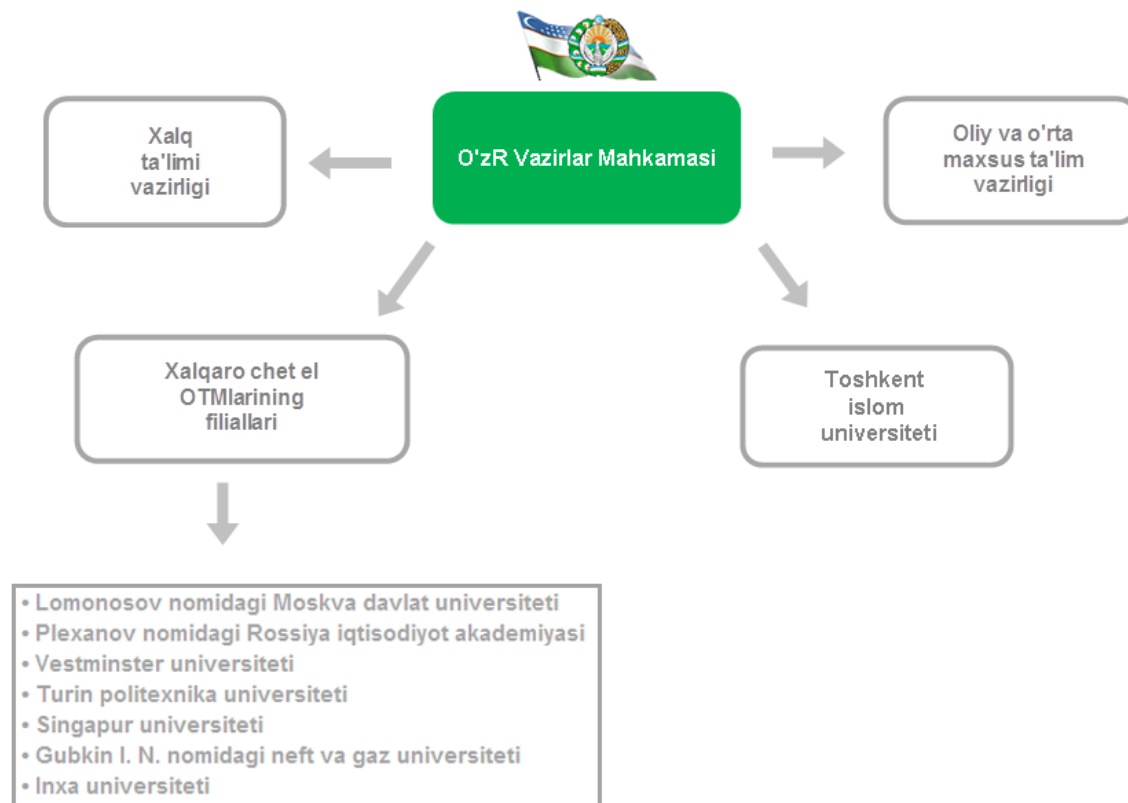 O'zR Vazirlar Mahkamasi
Xalq
ta'limi
vazirligi
Oliy va o'rta
maxsus ta'lim
vazirligi
Xalqaro chet el
OTMlarining
filiallari
Toshkent
islom
universiteti
• Lomonosov nomidagi Moskva davlat universiteti
• Plexanov nomidagi Rossiya iqtisodiyot akademiyasi
• Vestminster universiteti
• Turin politexnika universiteti
• Singapur universiteti
• Gubkin I. N. nomidagi neft va gaz universiteti
• Inxa universiteti